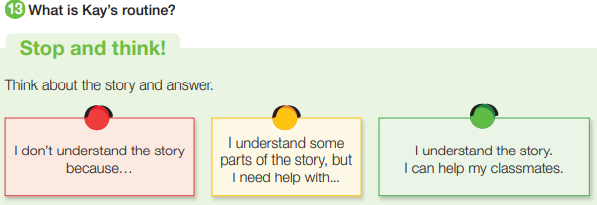 13 What is Kay's routine?
Stop and think!
Think about the story and answer.
I don't understand the story
because…
I understand some
parts of the story, but
I need help with...
I understand the story.
I can help my classmates.